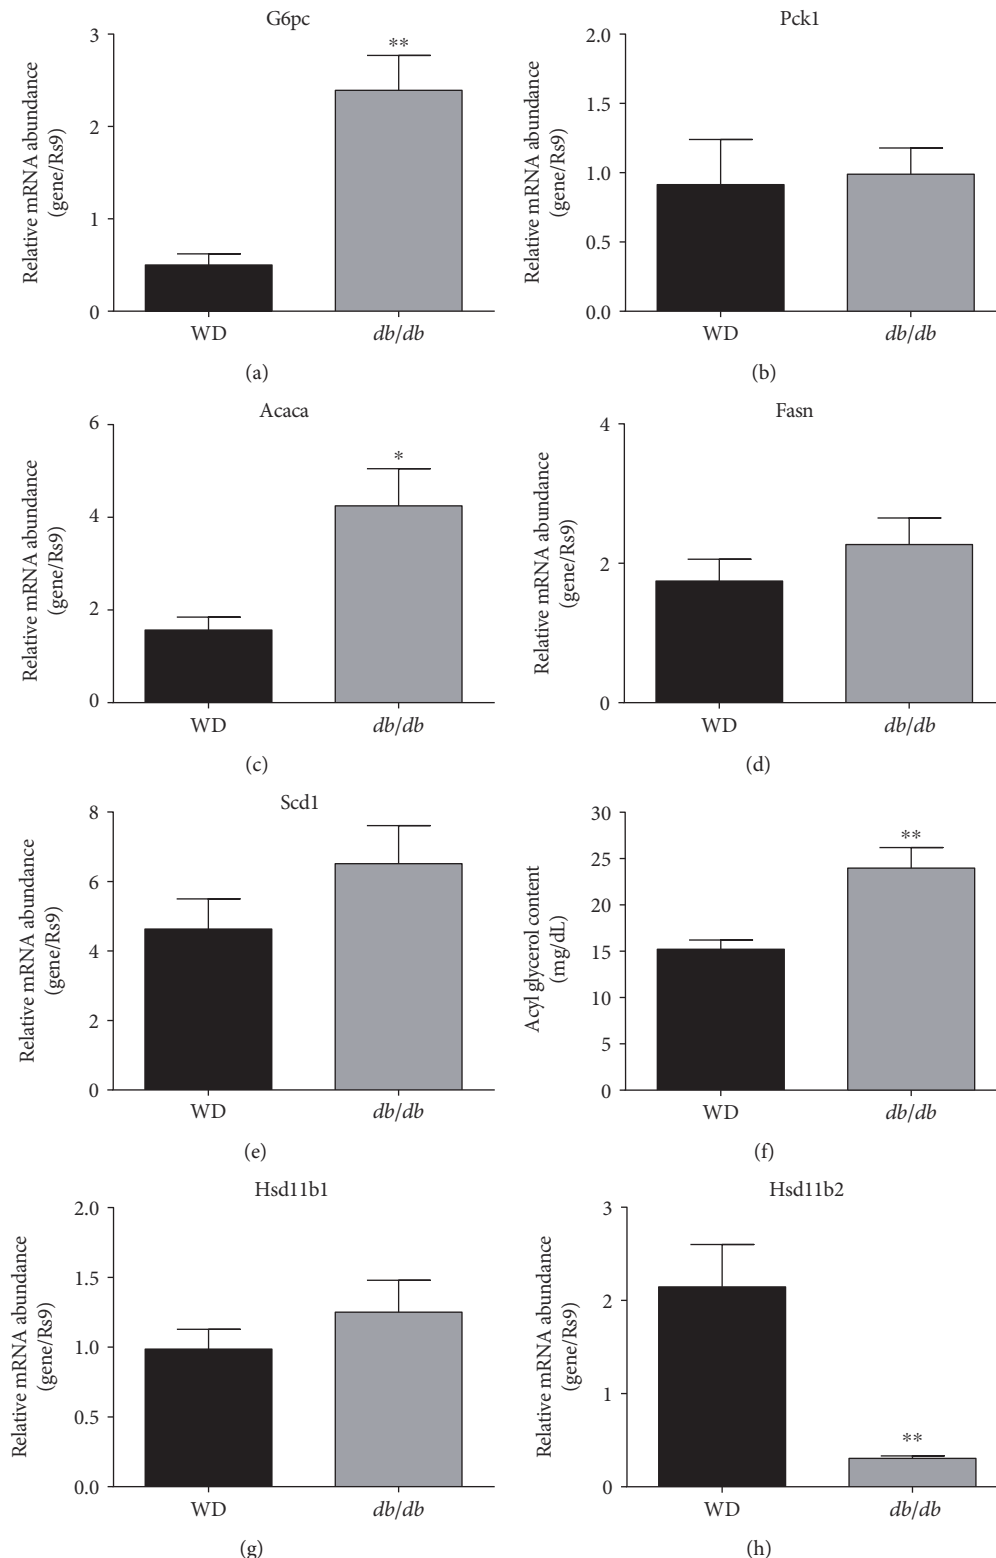 G6pc
Relative mRNA abundance
(gene/Rs9)
3
2
1
0
**
WD
db/db
(a)
Pck1
Relative mRNA abundance
(gene/Rs9)
2.0
1.5
1.0
0.5
0.0
WD
db/db
(b)
Acaca
Relative mRNA abundance
(gene/Rs9)
6
4
2
0
*
WD
db/db
(c)
Fasn
Relative mRNA abundance
(gene/Rs9)
4
2
0
WD
db/db
(d)
Scd1
Relative mRNA abundance
(gene/Rs9)
8
6
4
2
0
WD
db/db
(e)
Acyl glycerol content
(mg/dL)
30
25
20
15
10
5
0
**
WD
db/db
(f)
Hsd11b1
Relative mRNA abundance
(gene/Rs9)
2.0
1.5
1.0
0.5
0.0
WD
db/db
(g)
Hsd11b2
Relative mRNA abundance
(gene/Rs9)
3
2
1
0
**
WD
db/db
(h)